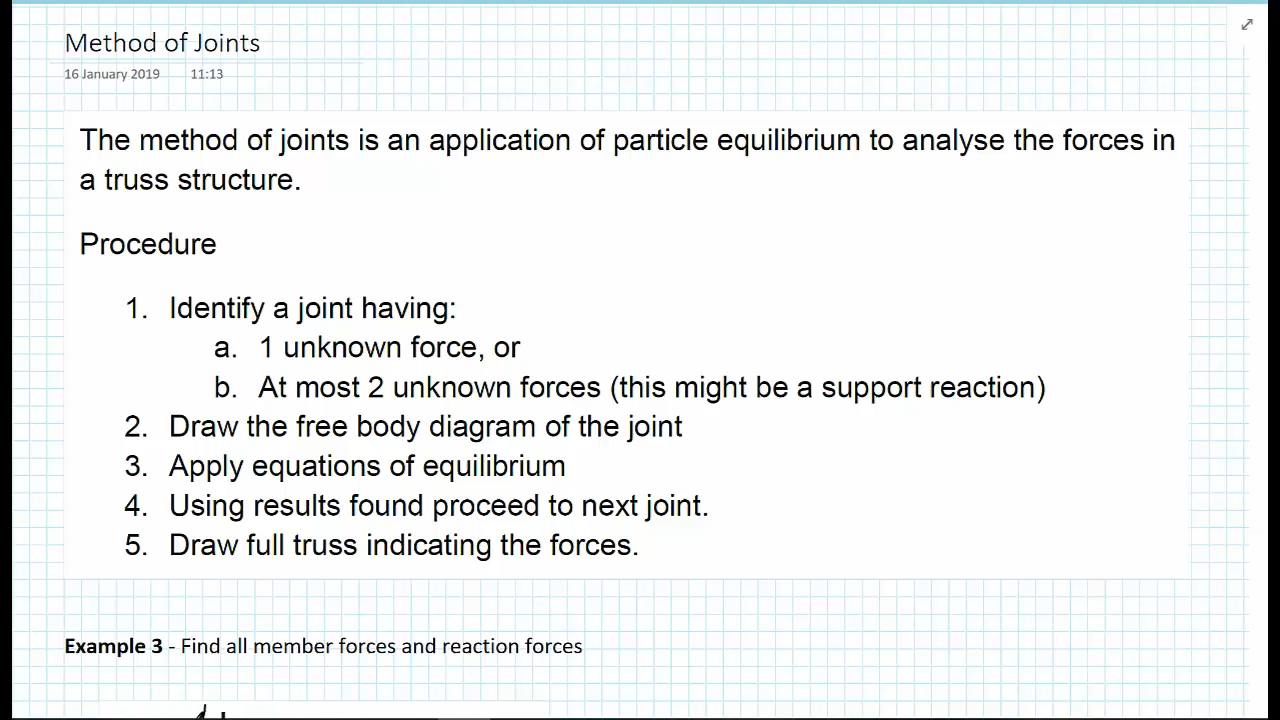 Method of Joints
16 January 2019 11:13
The method of joints is an application of particle equilibrium to analyse the forces in
a truss structure.
Procedure
1. Identify a joint having:
a. 1 unknown force, or
b. At most 2 unknown forces (this might be a support reaction)
2. Draw the free body diagram of the joint
3. Apply equations of equilibrium
4. Using results found proceed to next joint.
5. Draw full truss indicating the forces.
Example 3 - Find all member forces and reaction forces